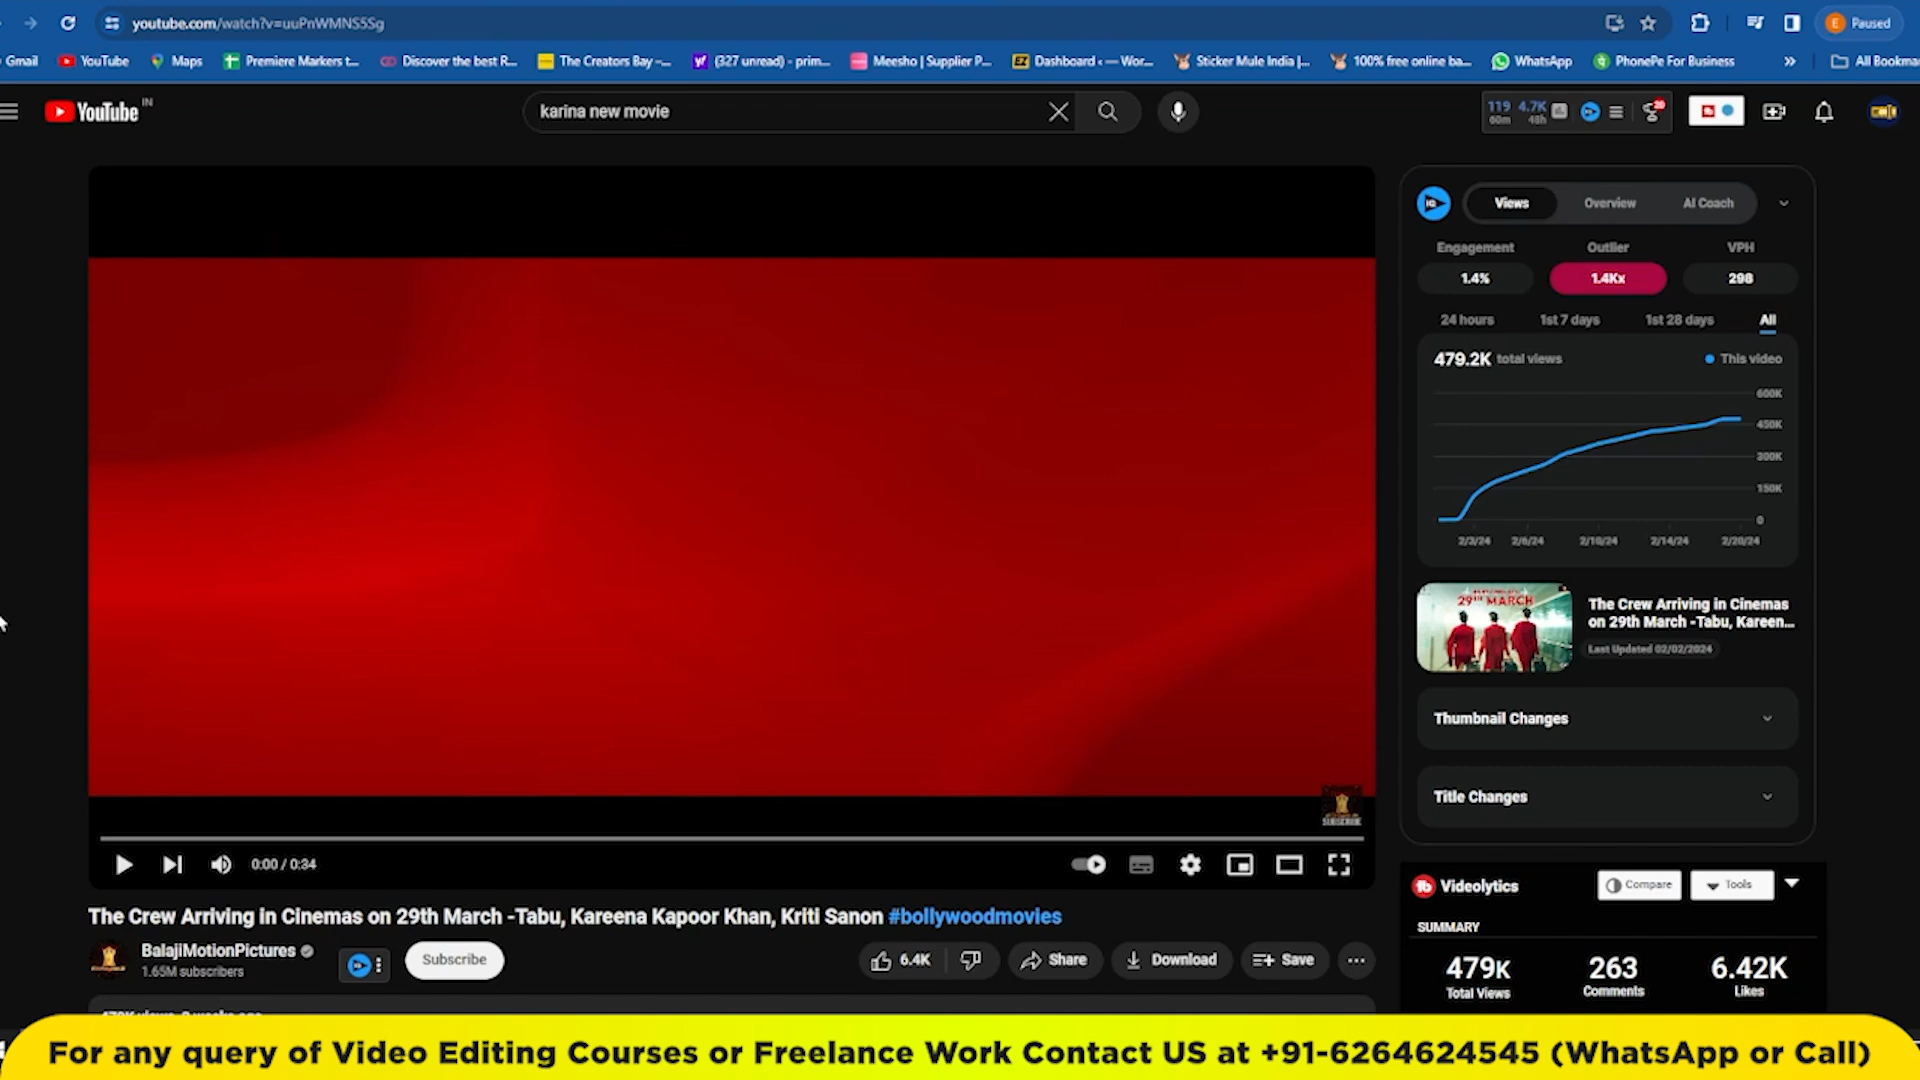 youtube.com/watch?v=uuPnWMNS5Sg
Paused
Gmail
YouTube
Maps
Premiere Markers t...
Discover the best R...
The Creators Bay –...
(327 unread) - prim...
Meesho | Supplier P...
Dashboard ‹ — Wor...
Sticker Mule India |...
100% free online ba...
WhatsApp
PhonePe For Business
All Bookma
YouTube IN
karina new movie
119 4.7K
60m 48h
Views Overview AI Coach
Engagement Outlier VPH
1.4% 1.4Kx 298
24 hours 1st 7 days 1st 28 days All
479.2K total views This video
600K
450K
300K
150K
0
2/3/24 2/6/24 2/10/24 2/14/24 2/20/24
29TH MARCH
The Crew Arriving in Cinemas
on 29th March -Tabu, Kareen...
Last Updated 02/02/2024
Thumbnail Changes
Title Changes
SUBSCRIBE
0:00 / 0:34
The Crew Arriving in Cinemas on 29th March -Tabu, Kareena Kapoor Khan, Kriti Sanon #bollywoodmovies
BalajiMotionPictures
1.65M subscribers
Subscribe
6.4K
Share
Download
Save
Videolytics
Compare
Tools
SUMMARY
479K 263 6.42K
Total Views Comments Likes
For any query of Video Editing Courses or Freelance Work Contact US at +91-6264624545 (WhatsApp or Call)